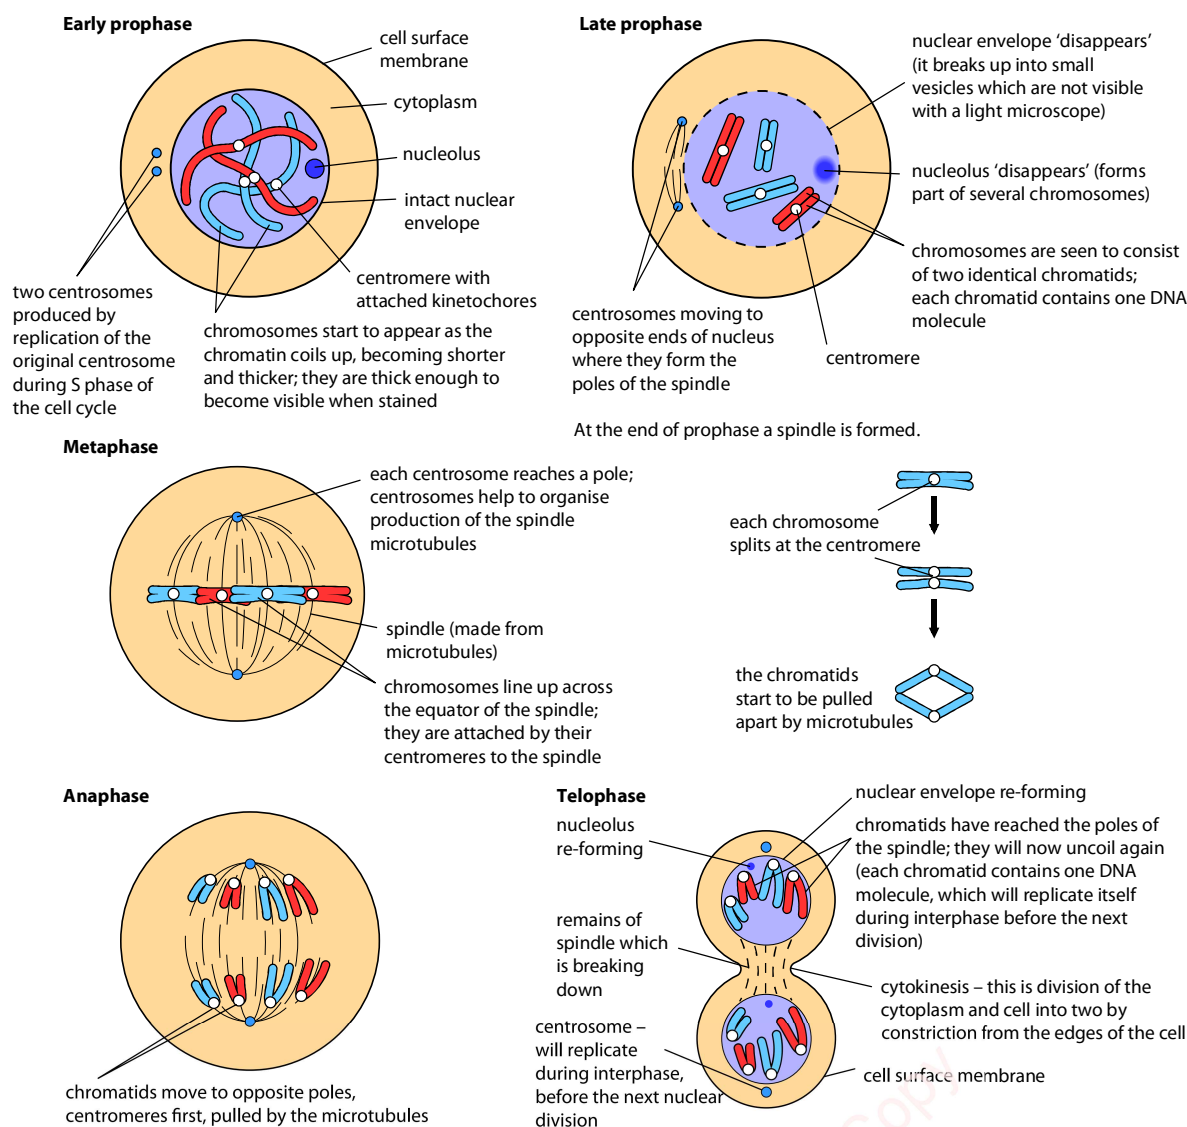 Early prophase
cell surface
membrane
cytoplasm
nucleolus
intact nuclear
envelope
centromere with
attached kinetochores
two centrosomes
produced by
replication of the
original centrosome
during S phase of
the cell cycle
chromosomes start to appear as the
chromatin coils up, becoming shorter
and thicker; they are thick enough to
become visible when stained
Late prophase
nuclear envelope ‘disappears’
(it breaks up into small
vesicles which are not visible
with a light microscope)
nucleolus ‘disappears’ (forms
part of several chromosomes)
chromosomes are seen to consist
of two identical chromatids;
each chromatid contains one DNA
molecule
centromere
centrosomes moving to
opposite ends of nucleus
where they form the
poles of the spindle
At the end of prophase a spindle is formed.
Metaphase
each centrosome reaches a pole;
centrosomes help to organise
production of the spindle
microtubules
spindle (made from
microtubules)
chromosomes line up across
the equator of the spindle;
they are attached by their
centromeres to the spindle
each chromosome
splits at the centromere
the chromatids
start to be pulled
apart by microtubules
Anaphase
chromatids move to opposite poles,
centromeres first, pulled by the microtubules
Telophase
nucleolus
re-forming
nuclear envelope re-forming
chromatids have reached the poles of
the spindle; they will now uncoil again
(each chromatid contains one DNA
molecule, which will replicate itself
during interphase before the next
division)
remains of
spindle which
is breaking
down
cytokinesis – this is division of the
cytoplasm and cell into two by
constriction from the edges of the cell
centrosome –
will replicate
during interphase,
before the next nuclear
division
cell surface membrane
Copy